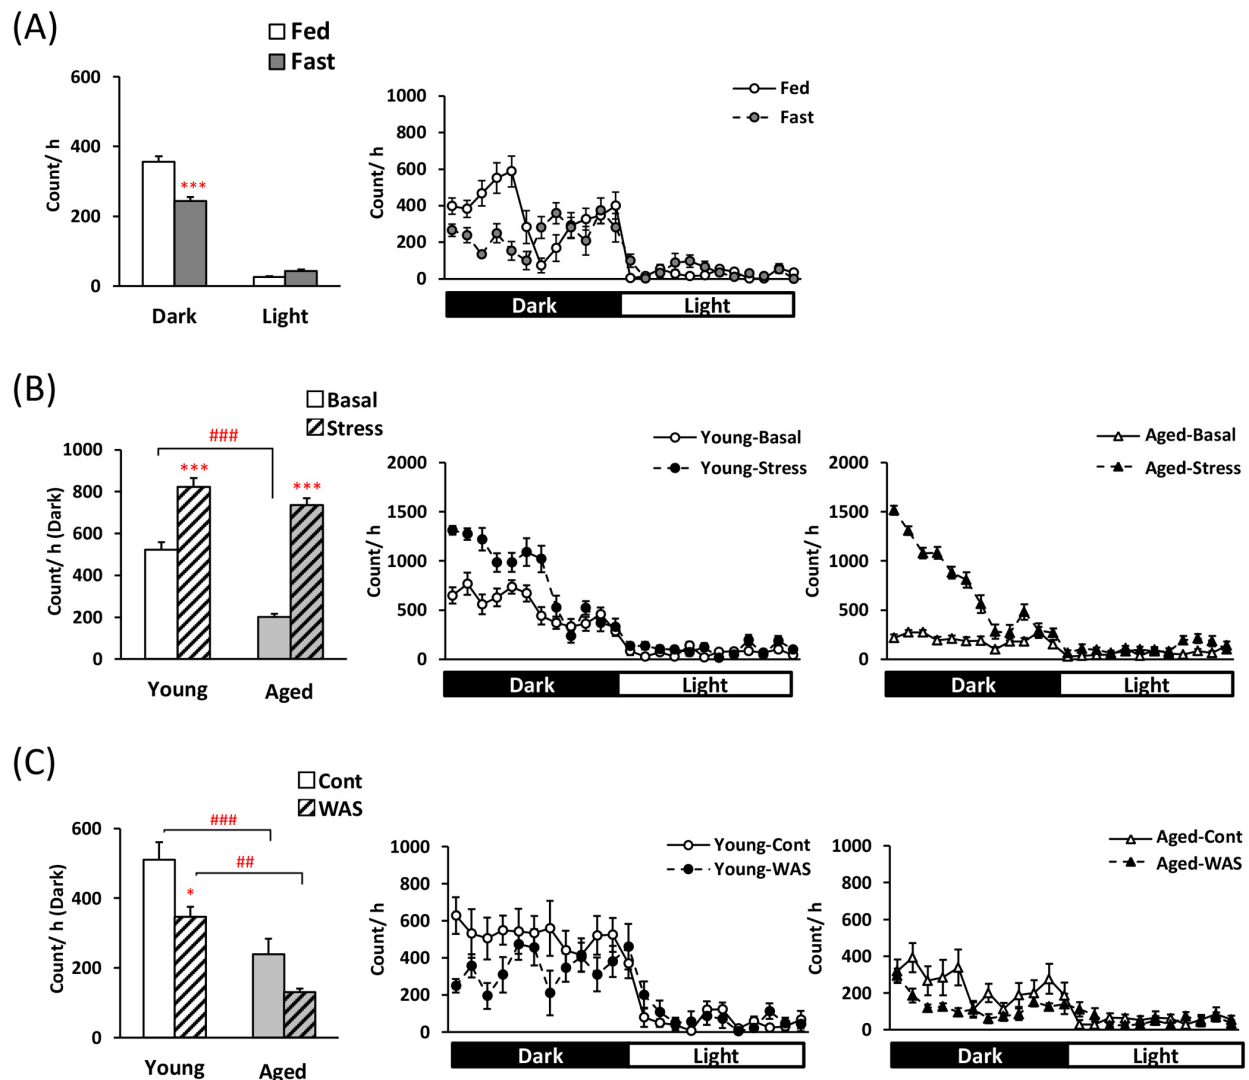 (A)
Fed
Fast
600
400
200
0
Count/ h
***
Dark
Light
Fed
Fast
1000
800
600
400
200
0
Count/ h
Dark
Light
(B)
Basal
Stress
1000
800
600
400
200
0
Count/ h (Dark)
###
***
***
Young
Aged
Young-Basal
Young-Stress
2000
1500
1000
500
0
Count/ h
Dark
Light
Aged-Basal
Aged-Stress
2000
1500
1000
500
0
Count/ h
Dark
Light
(C)
Cont
WAS
600
400
200
0
Count/ h (Dark)
###
##
*
Young
Aged
Young-Cont
Young-WAS
1000
800
600
400
200
0
Count/ h
Dark
Light
Aged-Cont
Aged-WAS
1000
800
600
400
200
0
Count/ h
Dark
Light